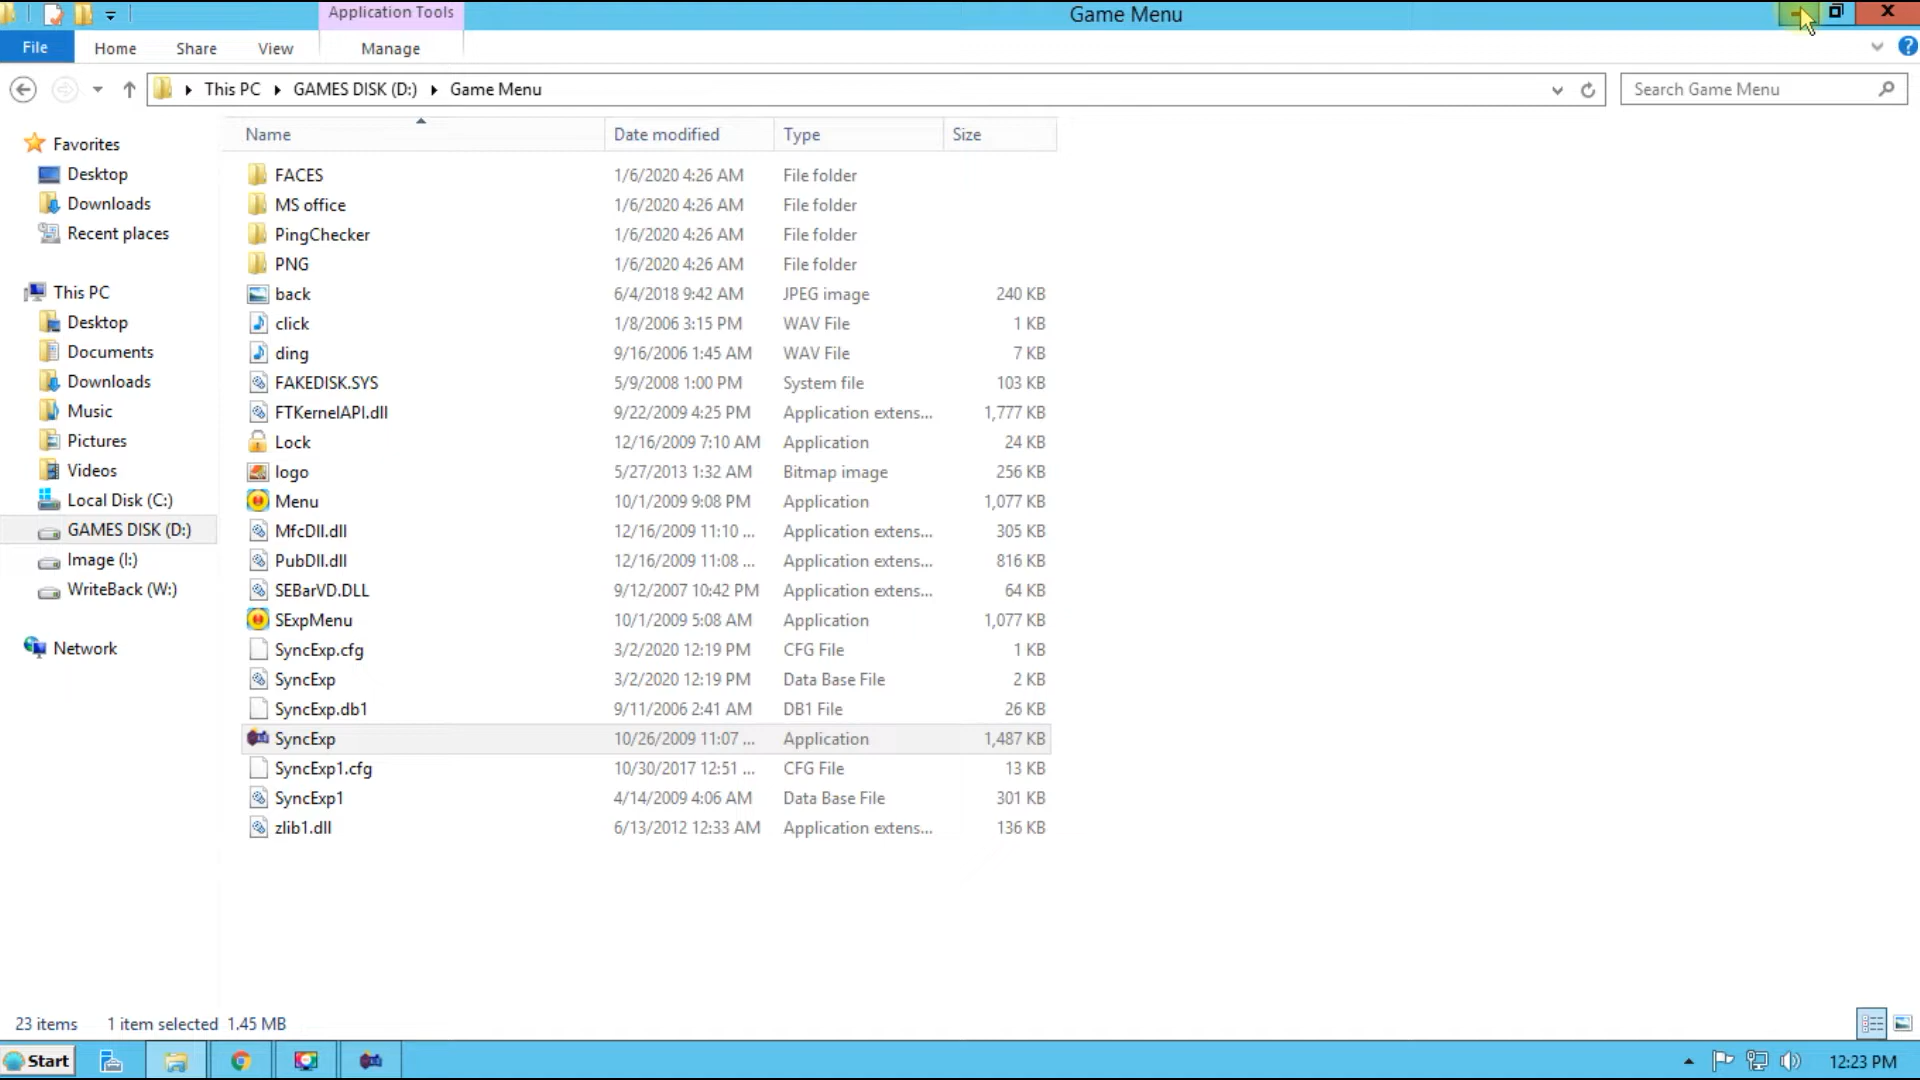 Application Tools
Game Menu
File Home Share View Manage
This PC GAMES DISK (D:) Game Menu
Search Game Menu
Name Date modified Type Size
Favorites
Desktop
Downloads
Recent places
This PC
Desktop
Documents
Downloads
Music
Pictures
Videos
Local Disk (C:)
GAMES DISK (D:)
Image (I:)
WriteBack (W:)
Network
FACES 1/6/2020 4:26 AM File folder
MS office 1/6/2020 4:26 AM File folder
PingChecker 1/6/2020 4:26 AM File folder
PNG 1/6/2020 4:26 AM File folder
back 6/4/2018 9:42 AM JPEG image 240 KB
click 1/8/2006 3:15 PM WAV File 1 KB
ding 9/16/2006 1:45 AM WAV File 7 KB
FAKEDISK.SYS 5/9/2008 1:00 PM System file 103 KB
FTKernelAPI.dll 9/22/2009 4:25 PM Application extens... 1,777 KB
Lock 12/16/2009 7:10 AM Application 24 KB
logo 5/27/2013 1:32 AM Bitmap image 256 KB
Menu 10/1/2009 9:08 PM Application 1,077 KB
MfcDll.dll 12/16/2009 11:10 ... Application extens... 305 KB
PubDll.dll 12/16/2009 11:08 ... Application extens... 816 KB
SEBarVD.DLL 9/12/2007 10:42 PM Application extens... 64 KB
SExpMenu 10/1/2009 5:08 AM Application 1,077 KB
SyncExp.cfg 3/2/2020 12:19 PM CFG File 1 KB
SyncExp 3/2/2020 12:19 PM Data Base File 2 KB
SyncExp.db1 9/11/2006 2:41 AM DB1 File 26 KB
SyncExp 10/26/2009 11:07 ... Application 1,487 KB
SyncExp1.cfg 10/30/2017 12:51 ... CFG File 13 KB
SyncExp1 4/14/2009 4:06 AM Data Base File 301 KB
zlib1.dll 6/13/2012 12:33 AM Application extens... 136 KB
23 items 1 item selected 1.45 MB
Start
12:23 PM